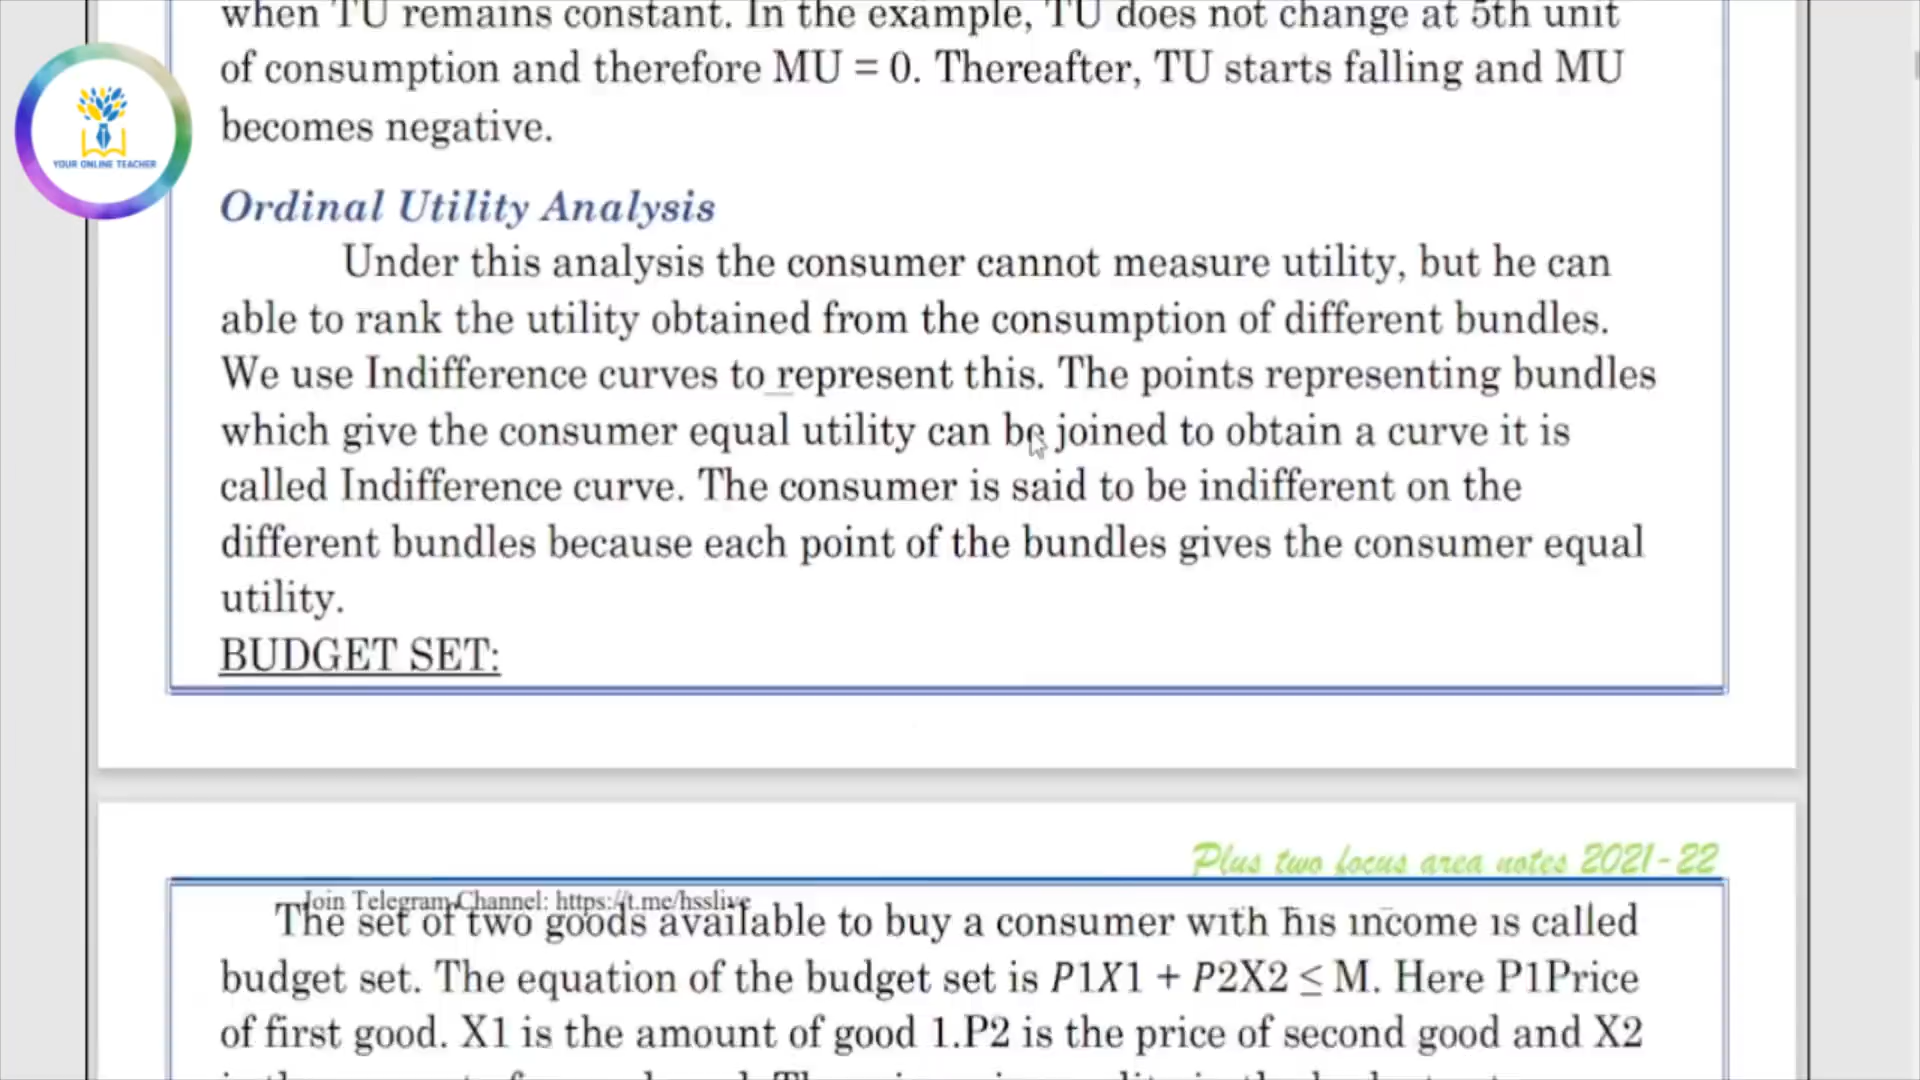 when TU remains constant. In the example, TU does not change at 5th unit
of consumption and therefore MU = 0. Thereafter, TU starts falling and MU
becomes negative.
YOUR ONLINE TEACHER
Ordinal Utility Analysis
Under this analysis the consumer cannot measure utility, but he can
able to rank the utility obtained from the consumption of different bundles.
We use Indifference curves to represent this. The points representing bundles
which give the consumer equal utility can be joined to obtain a curve it is
called Indifference curve. The consumer is said to be indifferent on the
different bundles because each point of the bundles gives the consumer equal
utility.
BUDGET SET:
Plus two focus area notes 2021-22
Join Telegram Channel: https://t.me/hsslive
The set of two goods available to buy a consumer with his income is called
budget set. The equation of the budget set is P1X1 + P2X2 ≤ M. Here P1Price
of first good. X1 is the amount of good 1.P2 is the price of second good and X2